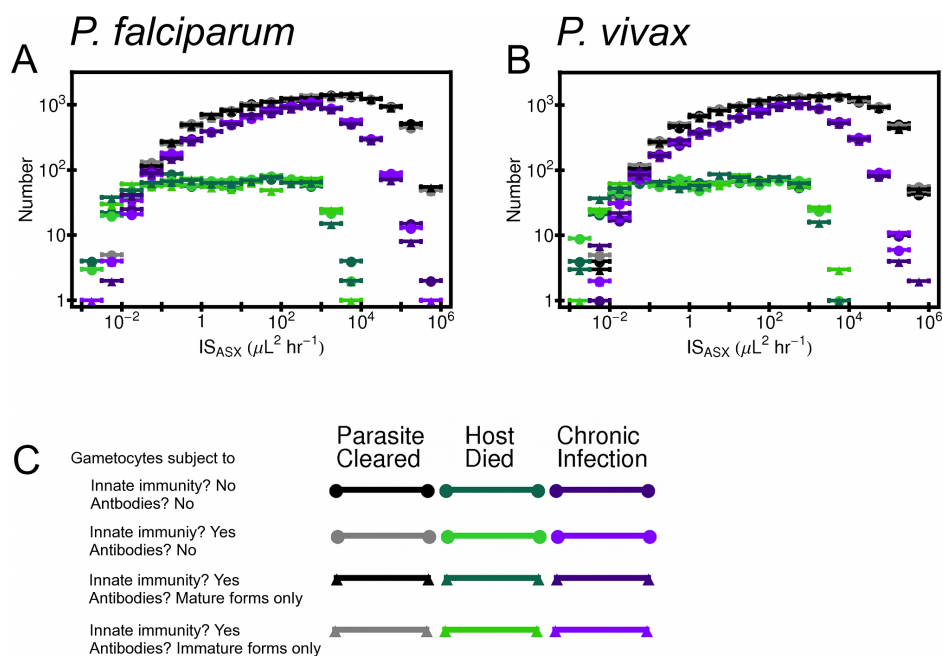 P. falciparum
P. vivax
A
B
Number
10³
10²
10
1
10⁻²
1
10²
10⁴
10⁶
IS_ASX (μL² hr⁻¹)
Number
10³
10²
10
1
10⁻²
1
10²
10⁴
10⁶
IS_ASX (μL² hr⁻¹)
C
Gametocytes subject to
Parasite Cleared
Host Died
Chronic Infection
Innate immunity? No
Antibodies? No
Innate immuniy? Yes
Antibodies? No
Innate immunity? Yes
Antibodies? Mature forms only
Innate immunity? Yes
Antibodies? Immature forms only